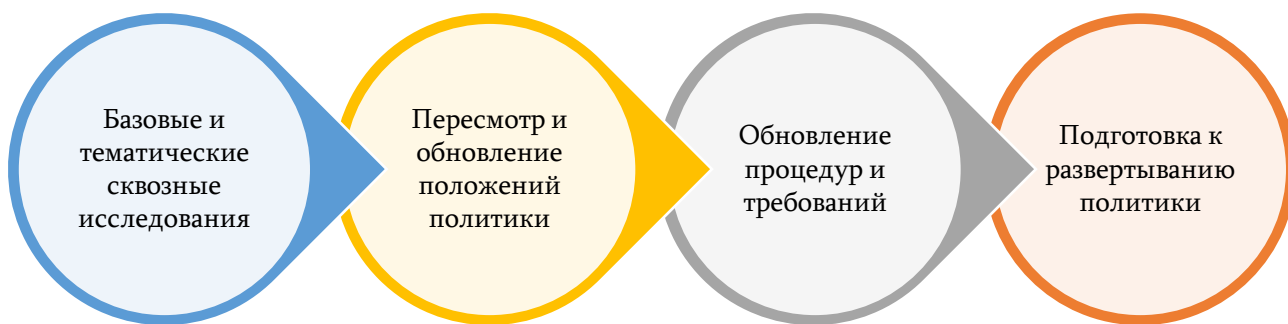 Базовые и
тематические
сквозные
исследования
Пересмотр и
обновление
положений
политики
Обновление
процедур и
требований
Подготовка к
развертыванию
политики